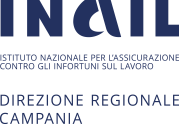 INAIL
ISTITUTO NAZIONALE PER L'ASSICURAZIONE
CONTRO GLI INFORTUNI SUL LAVORO
DIREZIONE REGIONALE
CAMPANIA